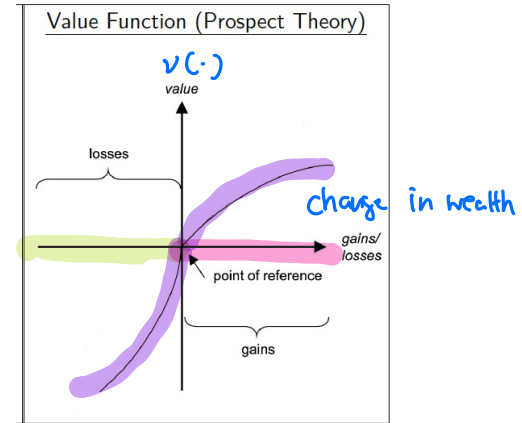 Value Function (Prospect Theory)
v(·)
value
losses
change in wealth
gains/
losses
point of reference
gains